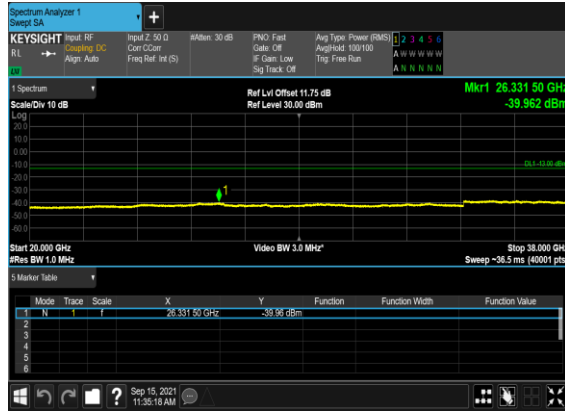 Spectrum Analyzer 1
Swept SA
KEYSIGHT Input: RF Input Z: 50 Ω #Atten: 30 dB PNO: Fast Avg Type: Power (RMS) 1 2 3 4 5 6
RL Coupling: DC Corr CCorr Gate: Off Avg|Hold: 100/100 A W W W W W
Align: Auto Freq Ref: Int (S) IF Gain: Low Trig: Free Run
Sig Track: Off A N N N N N
1 Spectrum Ref Lvl Offset 11.75 dB Mkr1 26.331 50 GHz
Scale/Div 10 dB Ref Level 30.00 dBm -39.962 dBm
Log
20.0
10.0
0.00
-10.0 DL1 -13.00 dBm
-20.0
-30.0 1
-40.0
-50.0
-60.0
Start 20.000 GHz Video BW 3.0 MHz* Stop 38.000 GHz
#Res BW 1.0 MHz Sweep ~36.5 ms (40001 pts)
5 Marker Table
Mode Trace Scale X Y Function Function Width Function Value
1 N 1 f 26.331 50 GHz -39.96 dBm
2
3
4
5
6
? Sep 15, 2021
11:35:18 AM